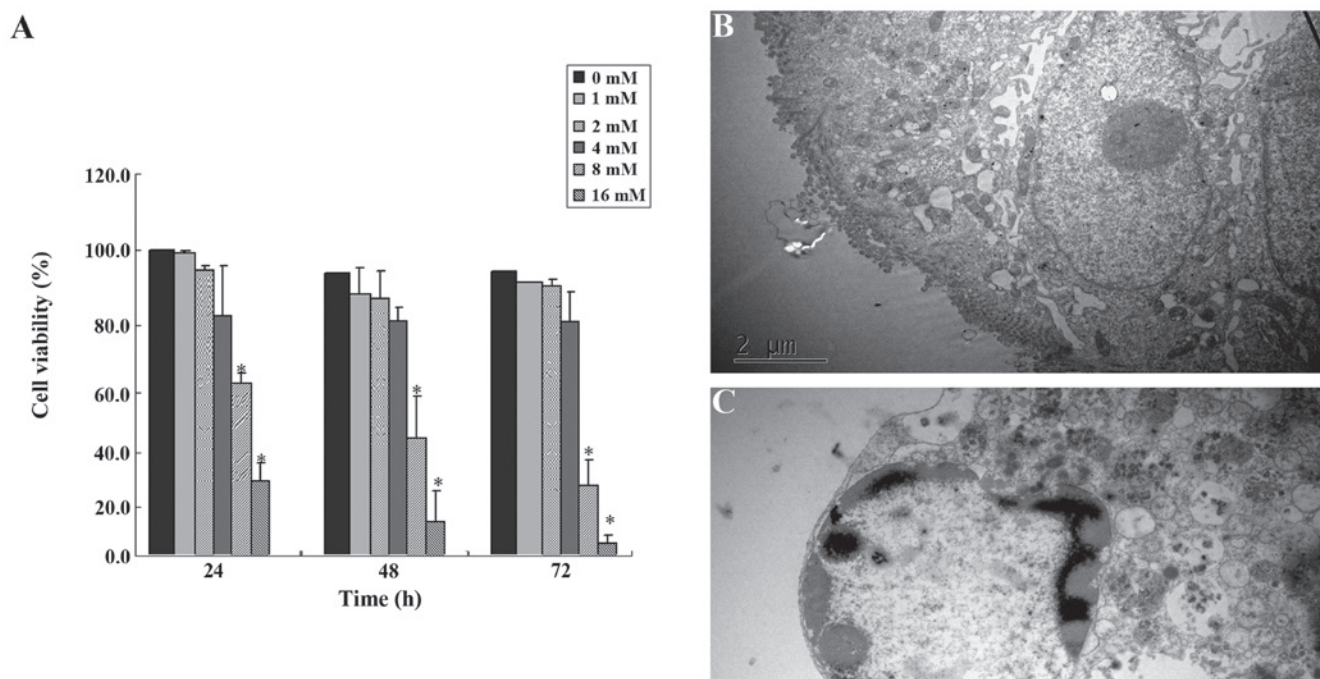 A
0 mM
1 mM
2 mM
4 mM
8 mM
16 mM
120.0
100.0
80.0
60.0
40.0
20.0
0.0
Cell viability (%)
*
*
*
*
*
*
24
48
72
Time (h)
B
2 μm
C